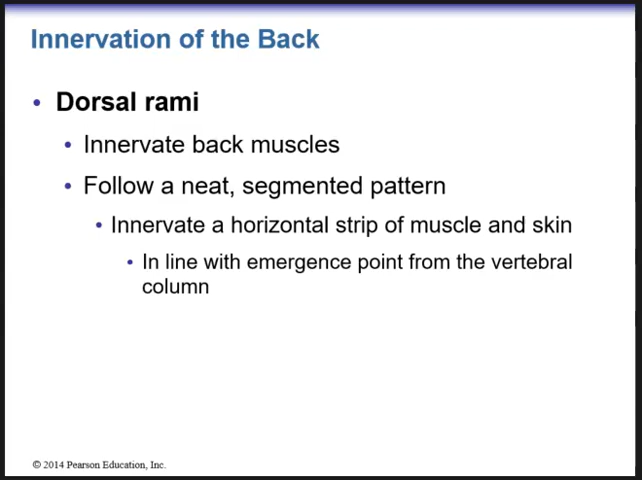 Innervation of the Back
• Dorsal rami
• Innervate back muscles
• Follow a neat, segmented pattern
• Innervate a horizontal strip of muscle and skin
• In line with emergence point from the vertebral
column
© 2014 Pearson Education, Inc.